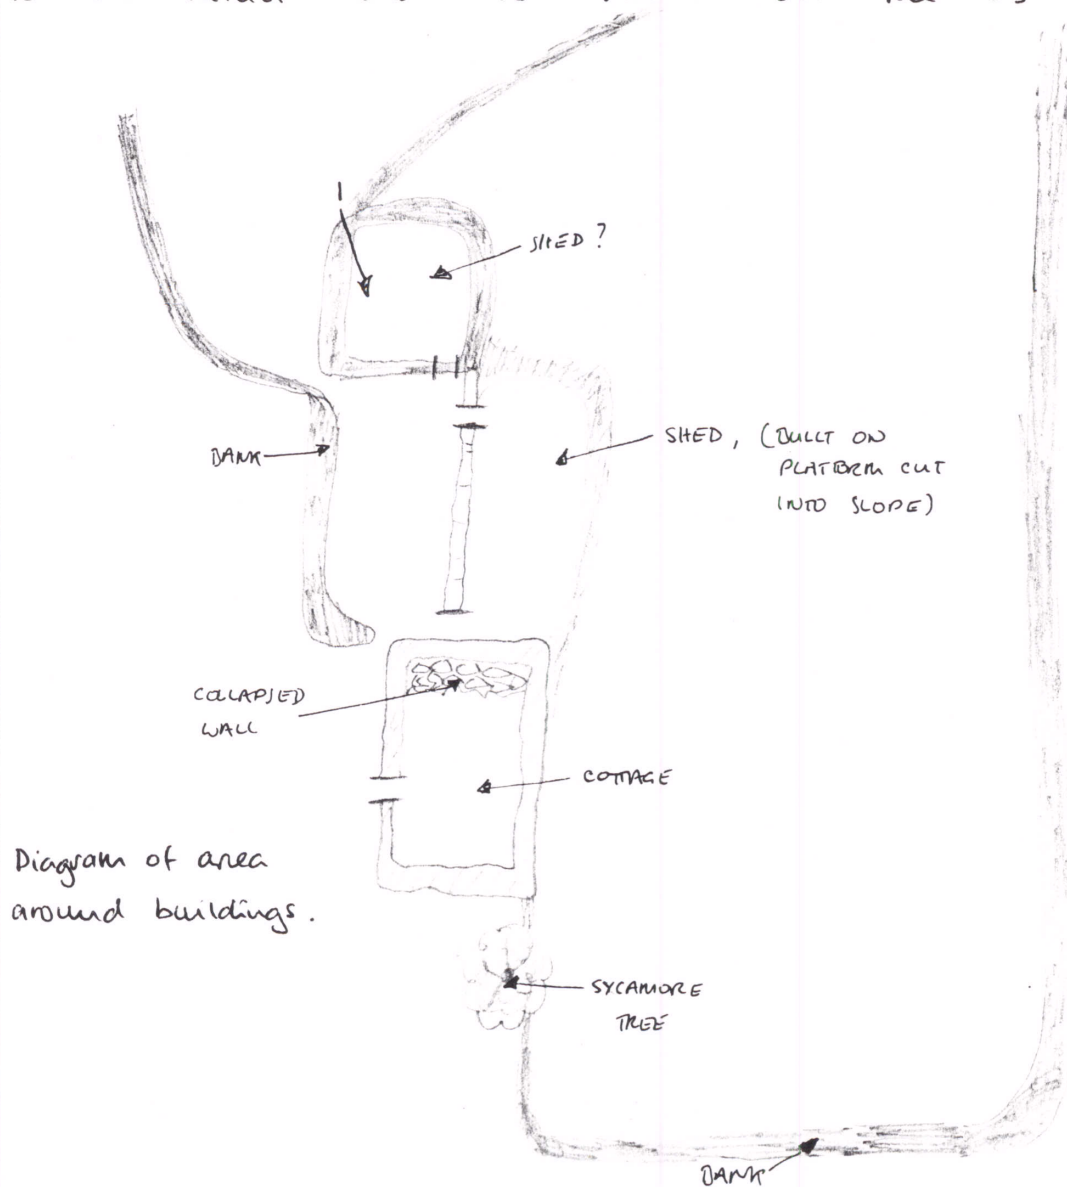 SHED ?
BANK
SHED, (BUILT ON
PLATFORM CUT
INTO SLOPE)
COLLAPSED
WALL
COTTAGE
Diagram of area
around buildings.
SYCAMORE
TREE
BANK